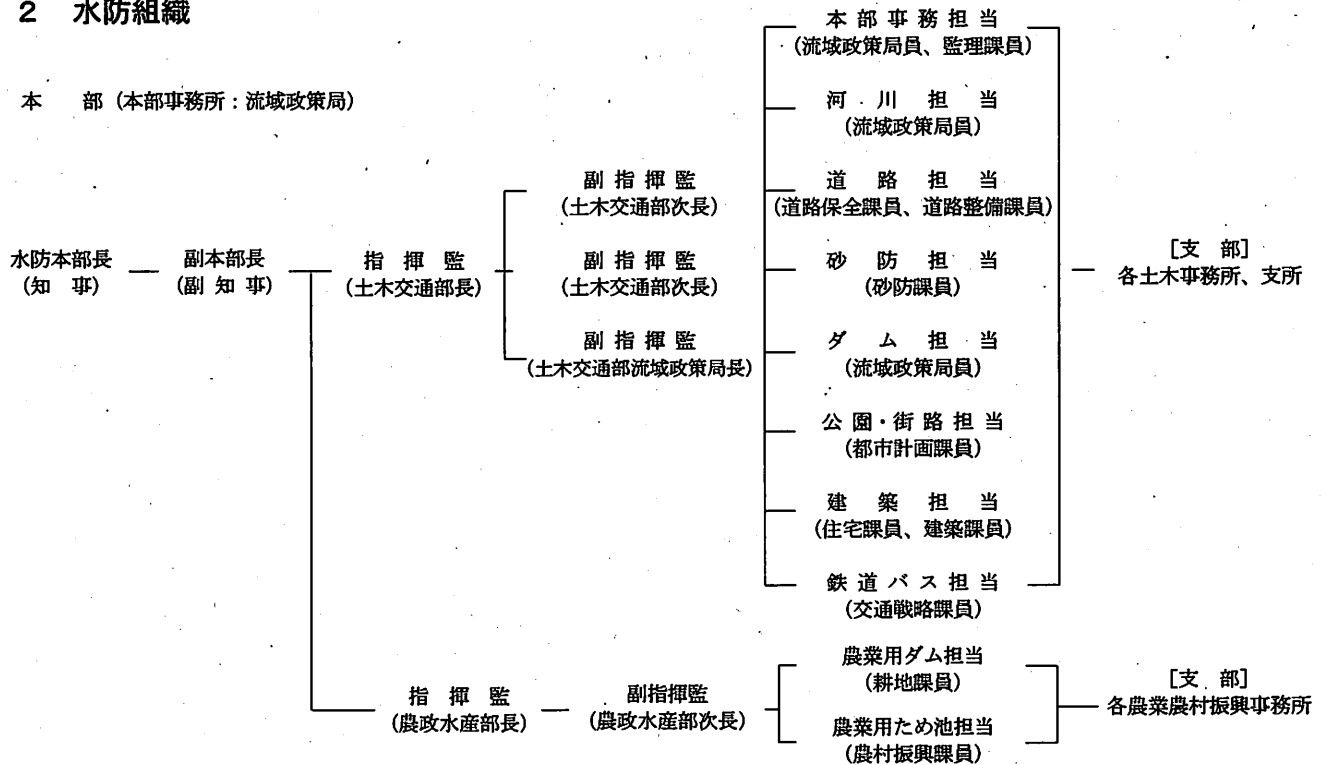 2 水防組織
本 部（本部事務所：流域政策局）
水防本部長
（知 事）
副本部長
（副 知 事）
指 揮 監
（土木交通部長）
副 指 揮 監
（土木交通部次長）
副 指 揮 監
（土木交通部次長）
副 指 揮 監
（土木交通部流域政策局長）
本 部 事 務 担 当
（流域政策局員、監理課員）
河 川 担 当
（流域政策局員）
道 路 担 当
（道路保全課員、道路整備課員）
砂 防 担 当
（砂防課員）
ダ ム 担 当
（流域政策局員）
公 園・街 路 担 当
（都市計画課員）
建 築 担 当
（住宅課員、建築課員）
鉄 道 バ ス 担 当
（交通戦略課員）
［支 部］
各土木事務所、支所
指 揮 監
（農政水産部長）
副指揮監
（農政水産部次長）
農業用ダム担当
（耕地課員）
農業用ため池担当
（農村振興課員）
［支 部］
各農業農村振興事務所